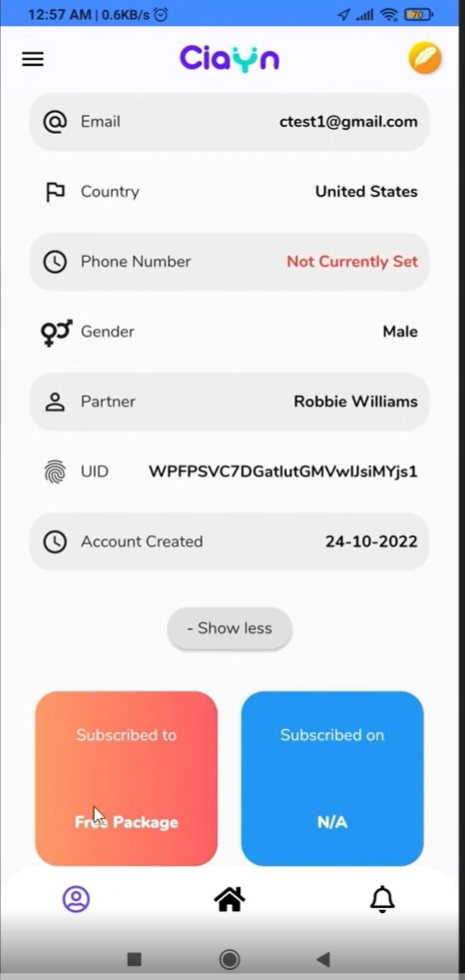 12:57 AM | 0.6KB/s
70
Ciayn
Email ctest1@gmail.com
Country United States
Phone Number Not Currently Set
Gender Male
Partner Robbie Williams
UID WPFPSVC7DGatlutGMVwIJsiMYjs1
Account Created 24-10-2022
- Show less
Subscribed to
Free Package
Subscribed on
N/A